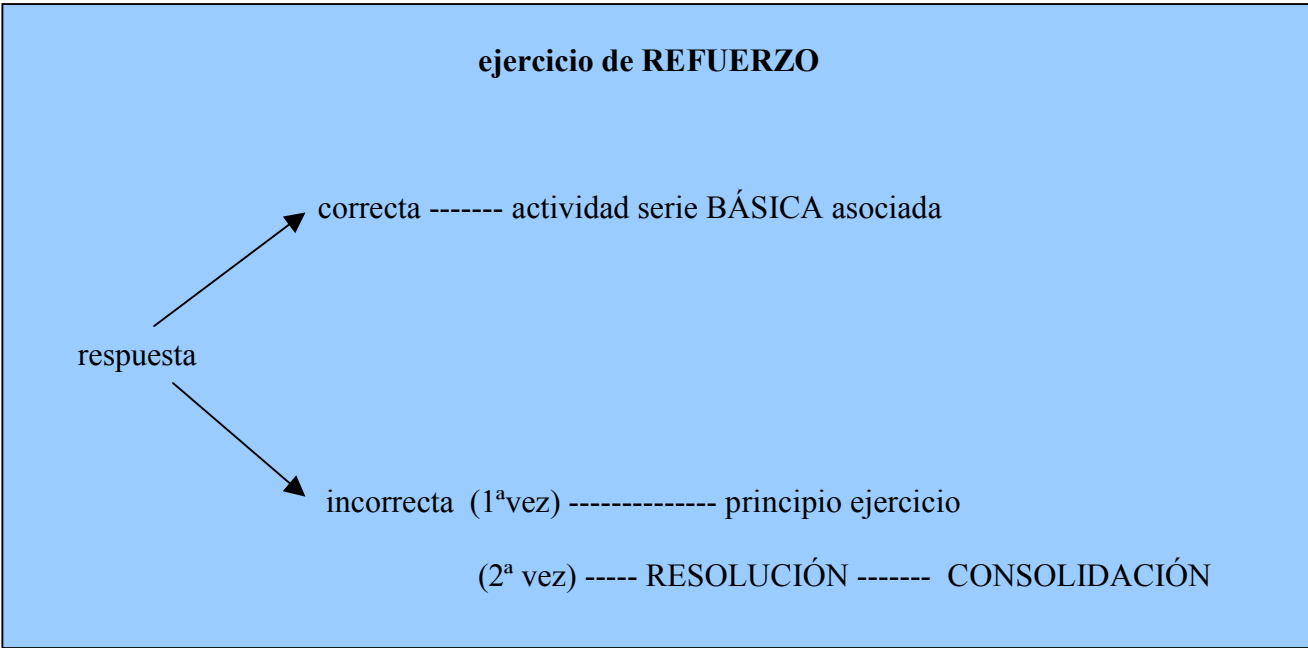 ejercicio de REFUERZO
correcta ------- actividad serie BÁSICA asociada
respuesta
incorrecta (1ªvez) -------------- principio ejercicio
(2ª vez) ----- RESOLUCIÓN ------- CONSOLIDACIÓN